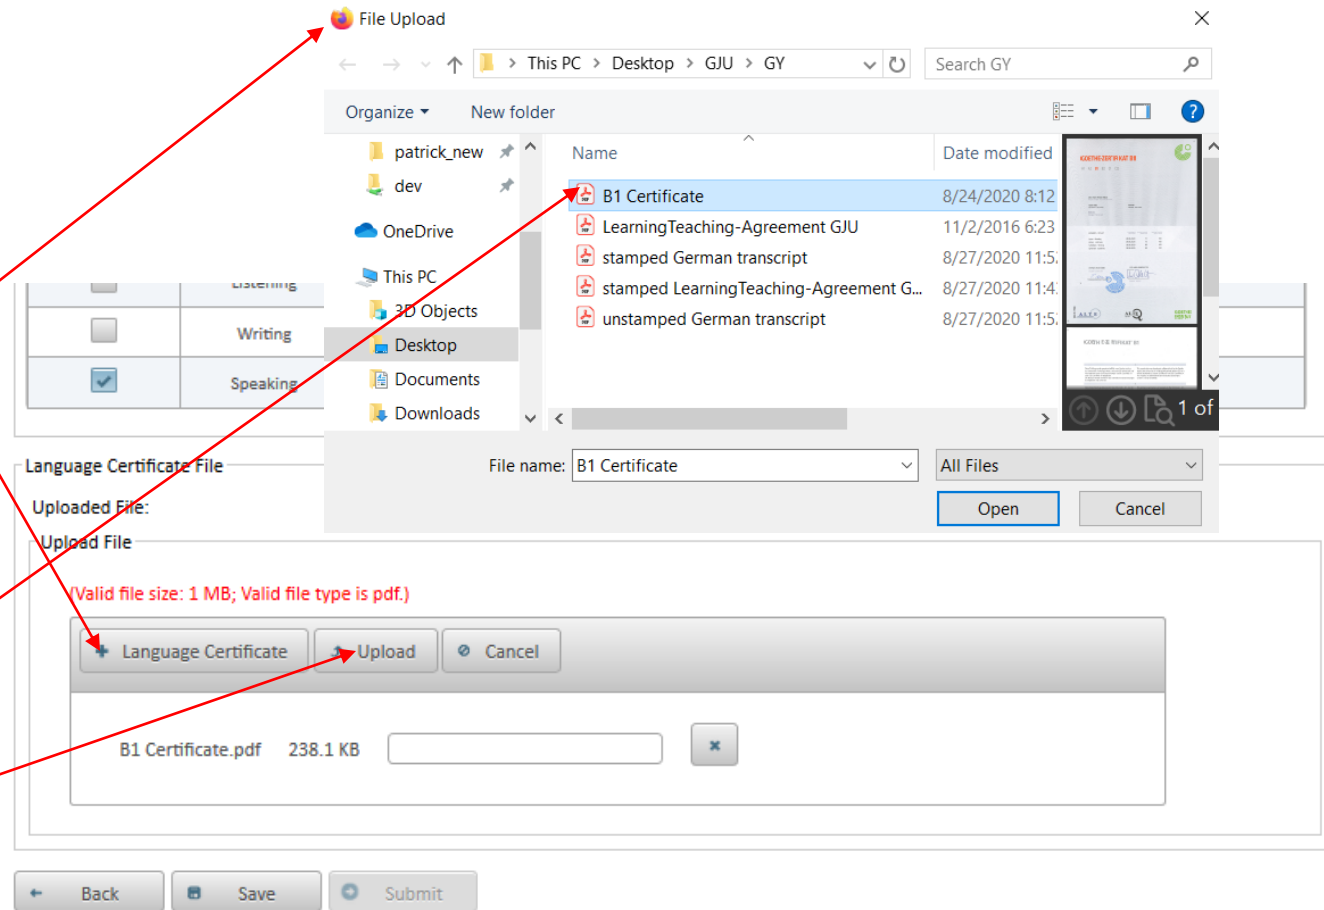 File Upload
This PC > Desktop > GJU > GY
Search GY
Organize
New folder
patrick_new
dev
OneDrive
This PC
3D Objects
Desktop
Documents
Downloads
Name
Date modified
B1 Certificate
8/24/2020 8:12
LearningTeaching-Agreement GJU
11/2/2016 6:23
stamped German transcript
8/27/2020 11:5
stamped LearningTeaching-Agreement G...
8/27/2020 11:4
unstamped German transcript
8/27/2020 11:5
1 of
File name: B1 Certificate
All Files
Open
Cancel
Listening
Writing
Speaking
Language Certificate File
Uploaded File:
Upload File
(Valid file size: 1 MB; Valid file type is pdf.)
Language Certificate
Upload
Cancel
B1 Certificate.pdf 238.1 KB
Back
Save
Submit